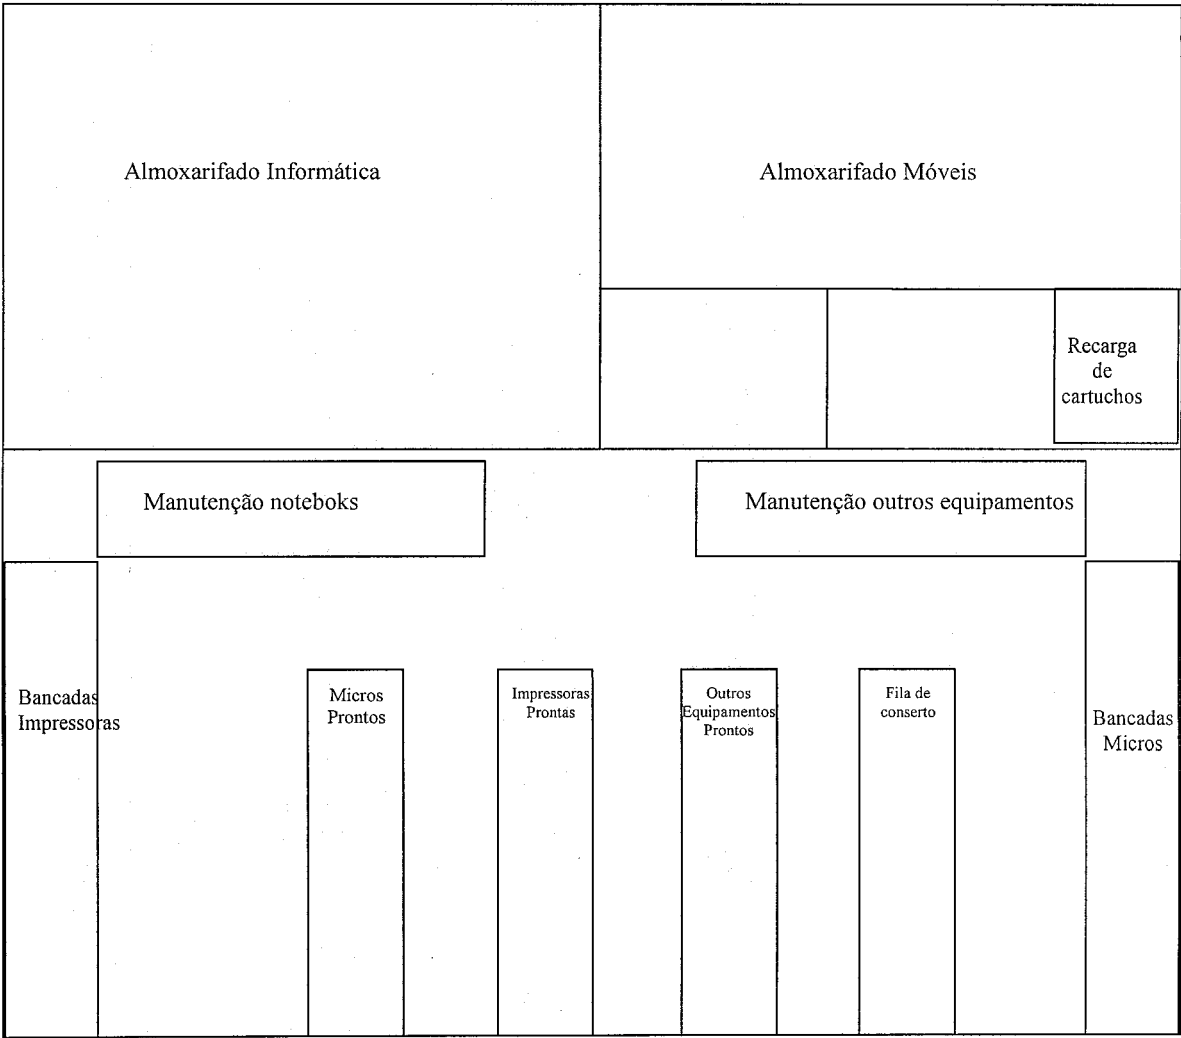 Almoxarifado Informática
Almoxarifado Móveis
Recarga
de
cartuchos
Manutenção noteboks
Manutenção outros equipamentos
Bancadas
Impressoras
Micros
Prontos
Impressoras
Prontas
Outros
Equipamentos
Prontos
Fila de
conserto
Bancadas
Micros